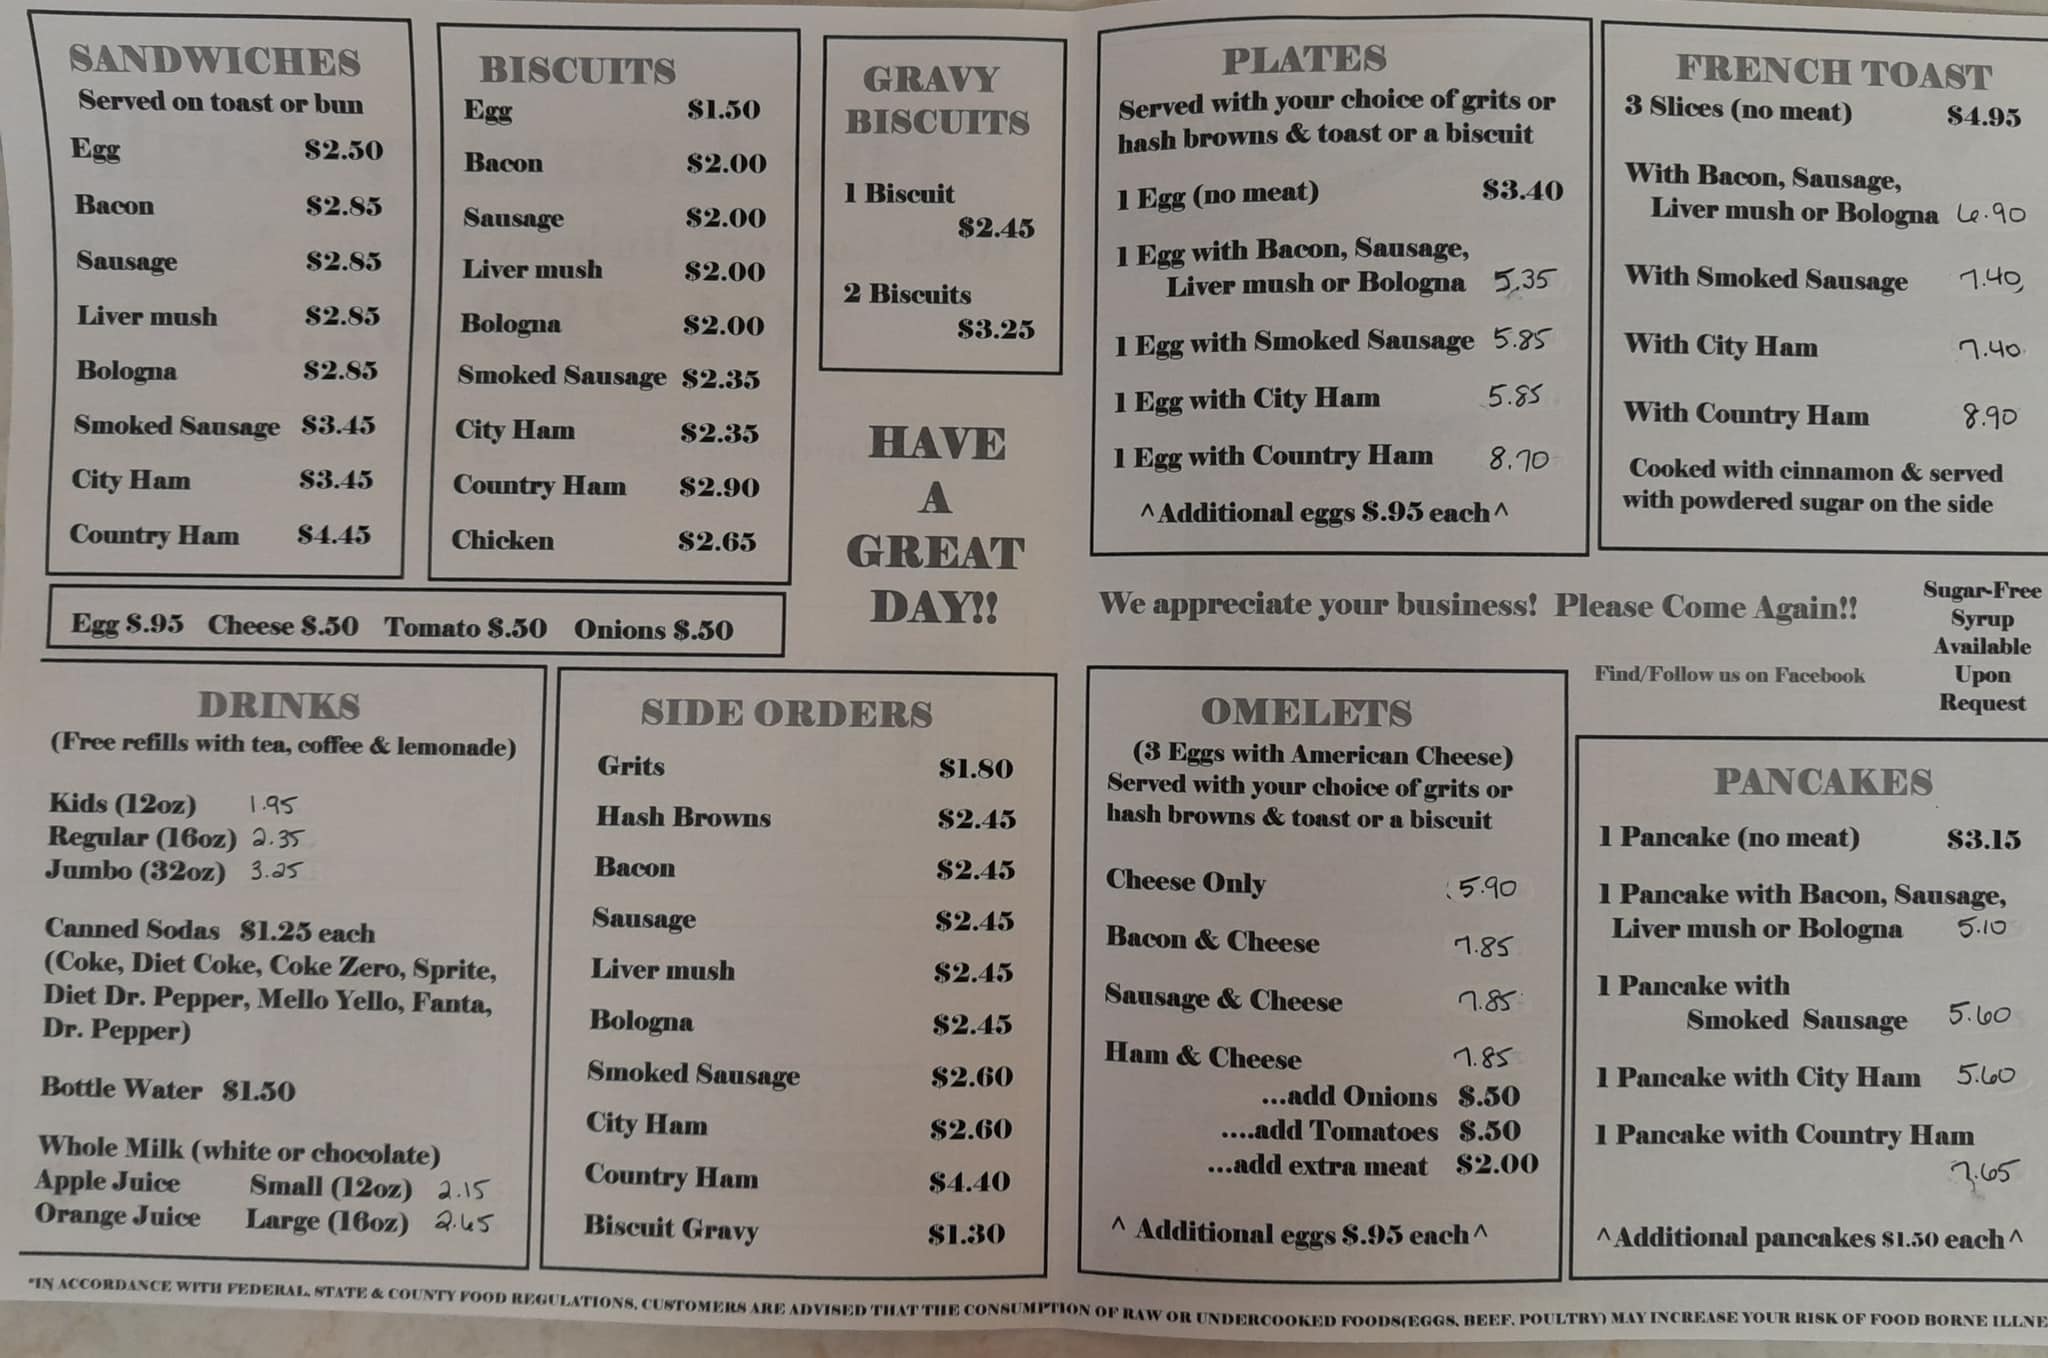 SANDWICHES
Served on toast or bun
Egg $2.50
Bacon $2.85
Sausage $2.85
Liver mush $2.85
Bologna $2.85
Smoked Sausage $3.45
City Ham $3.45
Country Ham $4.45
BISCUITS
Egg $1.50
Bacon $2.00
Sausage $2.00
Liver mush $2.00
Bologna $2.00
Smoked Sausage $2.35
City Ham $2.35
Country Ham $2.90
Chicken $2.65
Egg $.95 Cheese $.50 Tomato $.50 Onions $.50
GRAVY
BISCUITS
1 Biscuit
$2.45
2 Biscuits
$3.25
HAVE
A
GREAT
DAY!!
PLATES
Served with your choice of grits or
hash browns & toast or a biscuit
1 Egg (no meat) $3.40
1 Egg with Bacon, Sausage,
Liver mush or Bologna 5.35
1 Egg with Smoked Sausage 5.85
1 Egg with City Ham 5.85
1 Egg with Country Ham 8.70
^Additional eggs $.95 each^
FRENCH TOAST
3 Slices (no meat) $4.95
With Bacon, Sausage,
Liver mush or Bologna 6.90
With Smoked Sausage 7.40
With City Ham 7.40
With Country Ham 8.90
Cooked with cinnamon & served
with powdered sugar on the side
We appreciate your business! Please Come Again!!
Find/Follow us on Facebook
Sugar-Free
Syrup
Available
Upon
Request
DRINKS
(Free refills with tea, coffee & lemonade)
Kids (12oz) 1.95
Regular (16oz) 2.35
Jumbo (32oz) 3.25
Canned Sodas $1.25 each
(Coke, Diet Coke, Coke Zero, Sprite,
Diet Dr. Pepper, Mello Yello, Fanta,
Dr. Pepper)
Bottle Water $1.50
Whole Milk (white or chocolate)
Apple Juice Small (12oz) 2.15
Orange Juice Large (16oz) 2.65
SIDE ORDERS
Grits $1.80
Hash Browns $2.45
Bacon $2.45
Sausage $2.45
Liver mush $2.45
Bologna $2.45
Smoked Sausage $2.60
City Ham $2.60
Country Ham $4.40
Biscuit Gravy $1.30
OMELETS
(3 Eggs with American Cheese)
Served with your choice of grits or
hash browns & toast or a biscuit
Cheese Only 5.90
Bacon & Cheese 7.85
Sausage & Cheese 7.85
Ham & Cheese 7.85
...add Onions $.50
....add Tomatoes $.50
...add extra meat $2.00
^ Additional eggs $.95 each^
PANCAKES
1 Pancake (no meat) $3.15
1 Pancake with Bacon, Sausage,
Liver mush or Bologna 5.10
1 Pancake with
Smoked Sausage 5.60
1 Pancake with City Ham 5.60
1 Pancake with Country Ham
7.65
^Additional pancakes $1.50 each^
*IN ACCORDANCE WITH FEDERAL, STATE & COUNTY FOOD REGULATIONS, CUSTOMERS ARE ADVISED THAT THE CONSUMPTION OF RAW OR UNDERCOOKED FOODS(EGGS, BEEF, POULTRY) MAY INCREASE YOUR RISK OF FOOD BORNE ILLNE